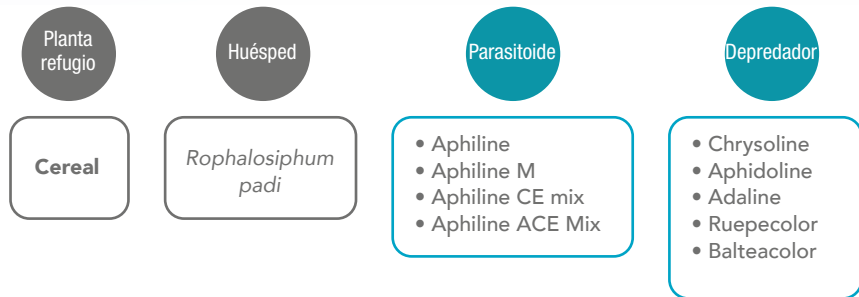 Planta
refugio
Huésped
Parasitoide
Depredador
Cereal
Rophalosiphum
padi
• Aphiline
• Aphiline M
• Aphiline CE mix
• Aphiline ACE Mix
• Chrysoline
• Aphidoline
• Adaline
• Ruepecolor
• Balteacolor